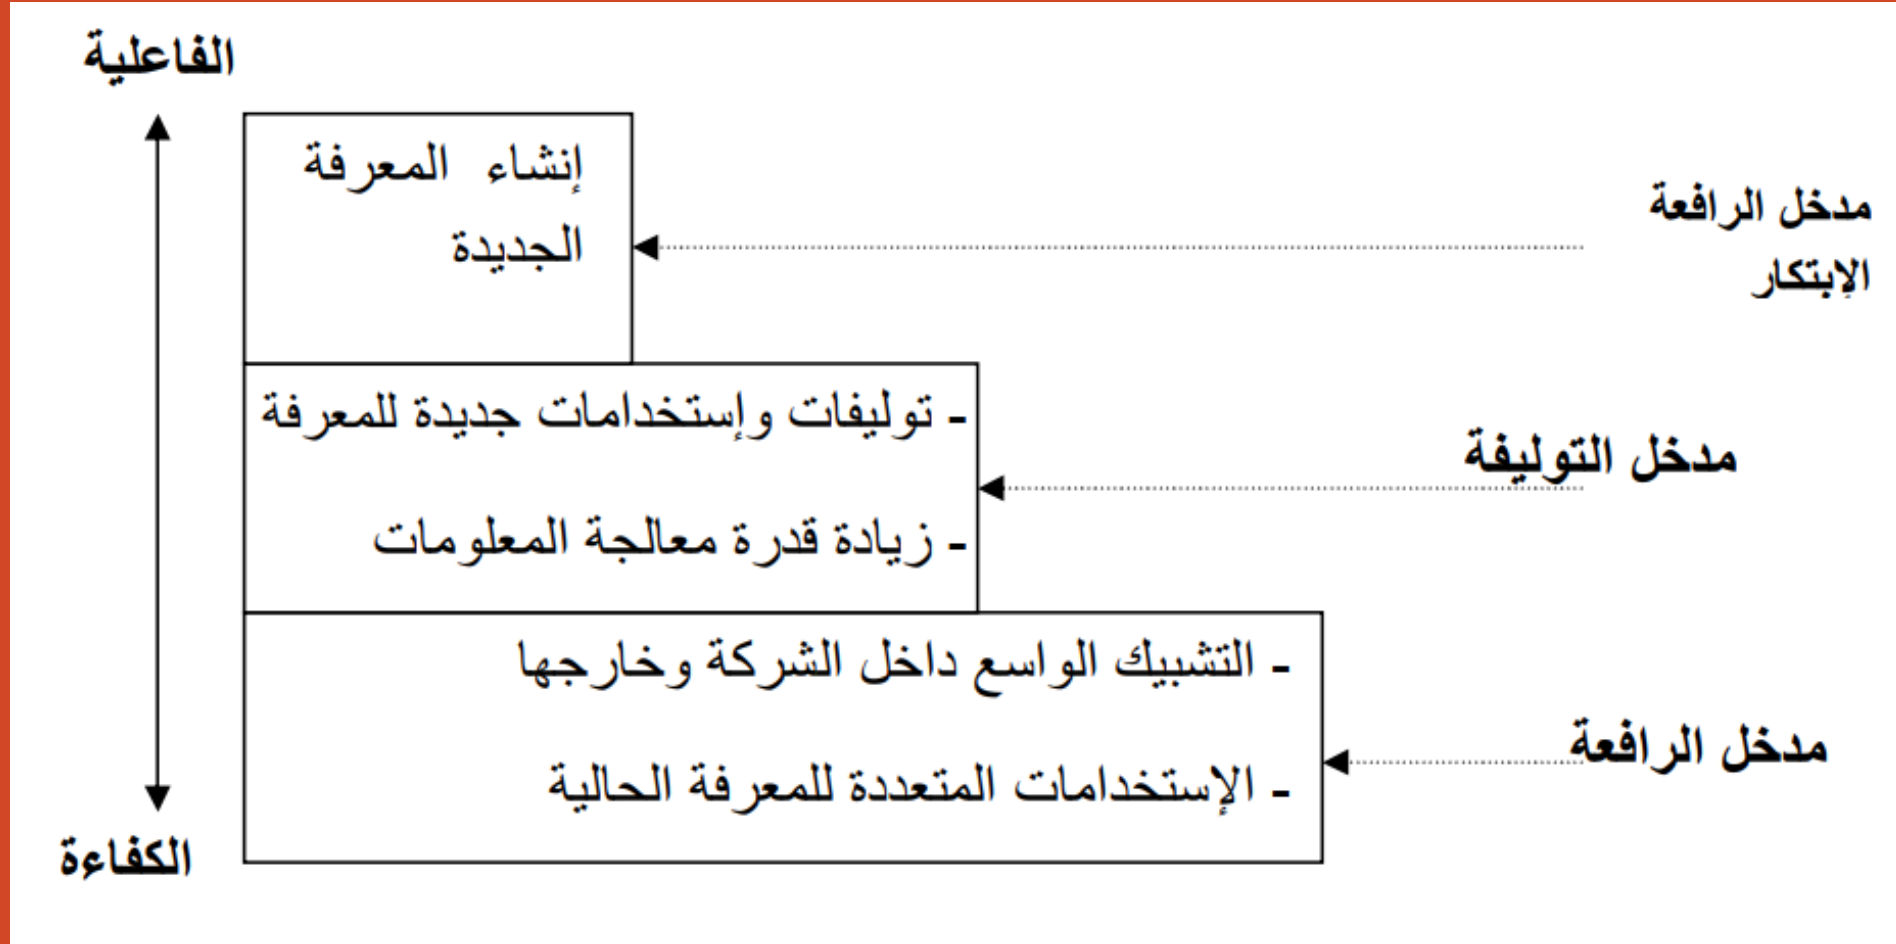 الفاعلية
إنشاء المعرفة
الجديدة
مدخل الرافعة
الإبتكار
- توليفات وإستخدامات جديدة للمعرفة
- زيادة قدرة معالجة المعلومات
مدخل التوليفة
- التشبيك الواسع داخل الشركة وخارجها
- الإستخدامات المتعددة للمعرفة الحالية
مدخل الرافعة
الكفاءة